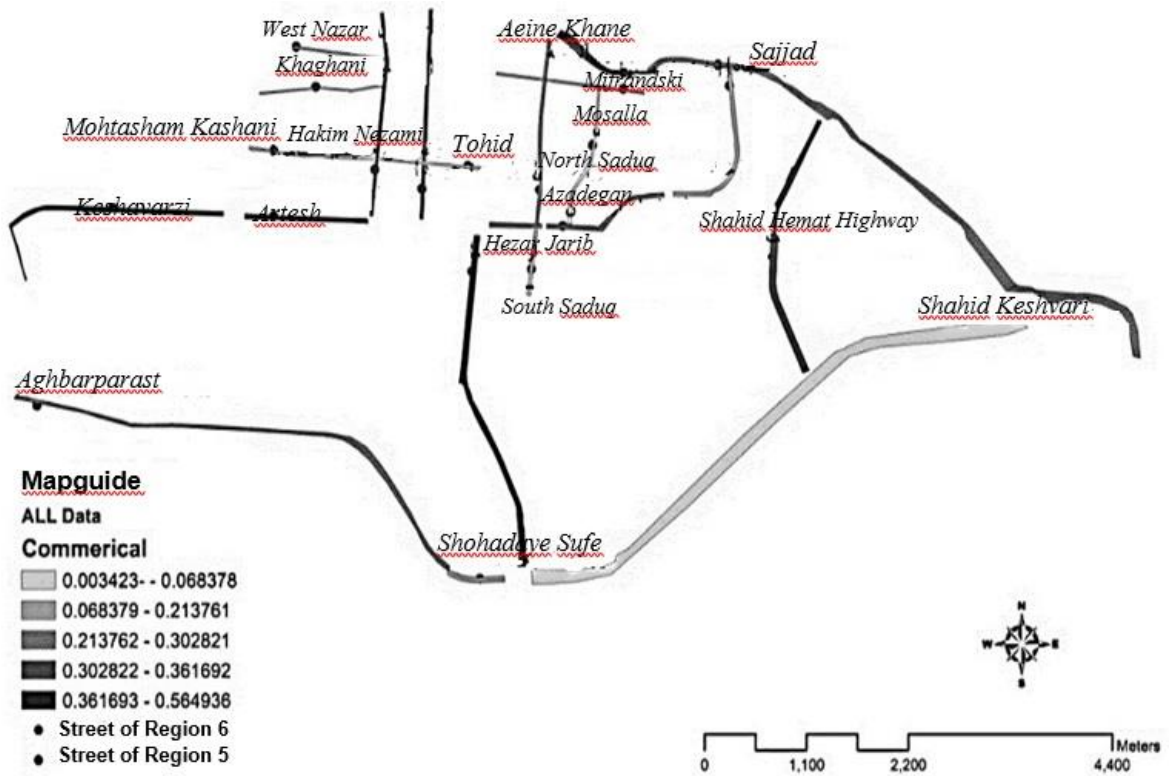 West Nazar
Aeine Khane
Sajjad
Khaghani
Mitrandski
Mosalla
Mohtasham Kashani
Hakim Nezami
Tohid
North Saduq
Azadegan
Keshavarzi
Artesh
Shahid Hemat Highway
Hezar Jarib
South Saduq
Shahid Keshvari
Aghbarparast
Shohadaye Sufe
Mapguide
ALL Data
Commerical
0.003423- - 0.068378
0.068379 - 0.213761
0.213762 - 0.302821
0.302822 - 0.361692
0.361693 - 0.564936
Street of Region 6
Street of Region 5
N
W E
S
Meters
0 1,100 2,200 4,400